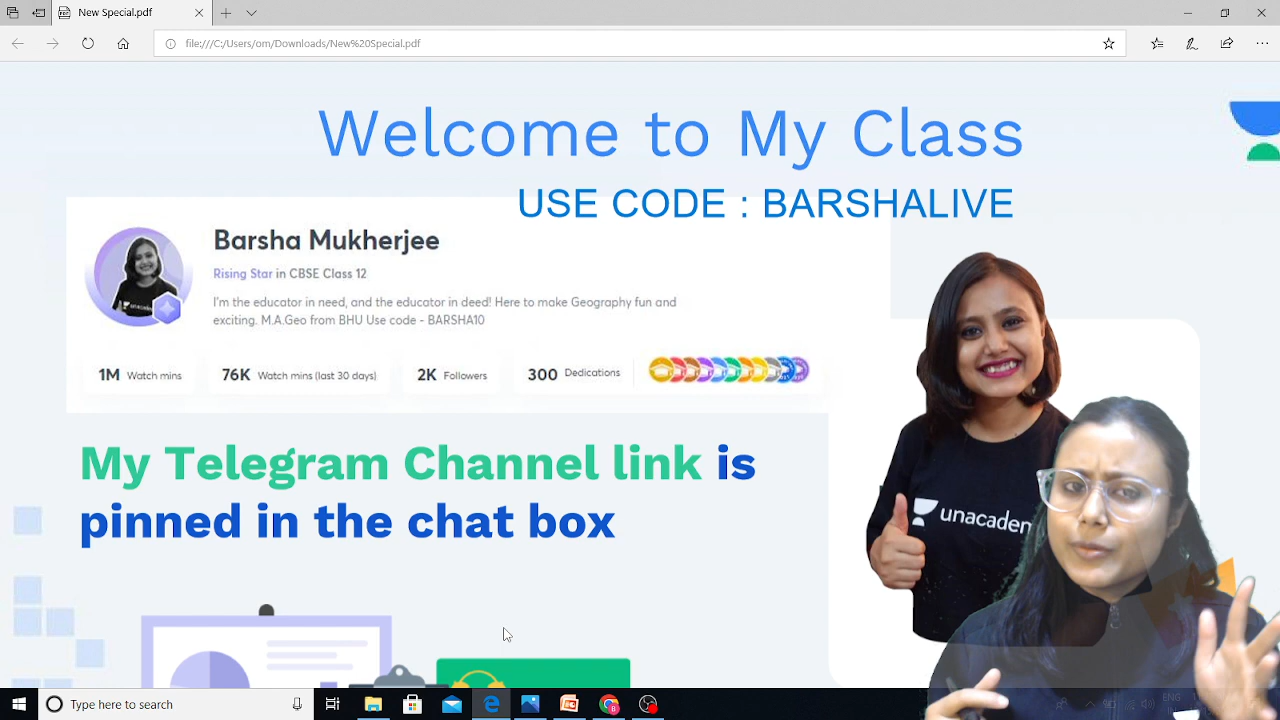 New Special.pdf
file:///C:/Users/om/Downloads/New%20Special.pdf
Welcome to My Class
USE CODE : BARSHALIVE
Barsha Mukherjee
Rising Star in CBSE Class 12
I'm the educator in need, and the educator in deed! Here to make Geography fun and
exciting. M.A.Geo from BHU Use code - BARSHA10
1M Watch mins
76K Watch mins (last 30 days)
2K Followers
300 Dedications
My Telegram Channel link is
pinned in the chat box
unacadem
Type here to search
ENG